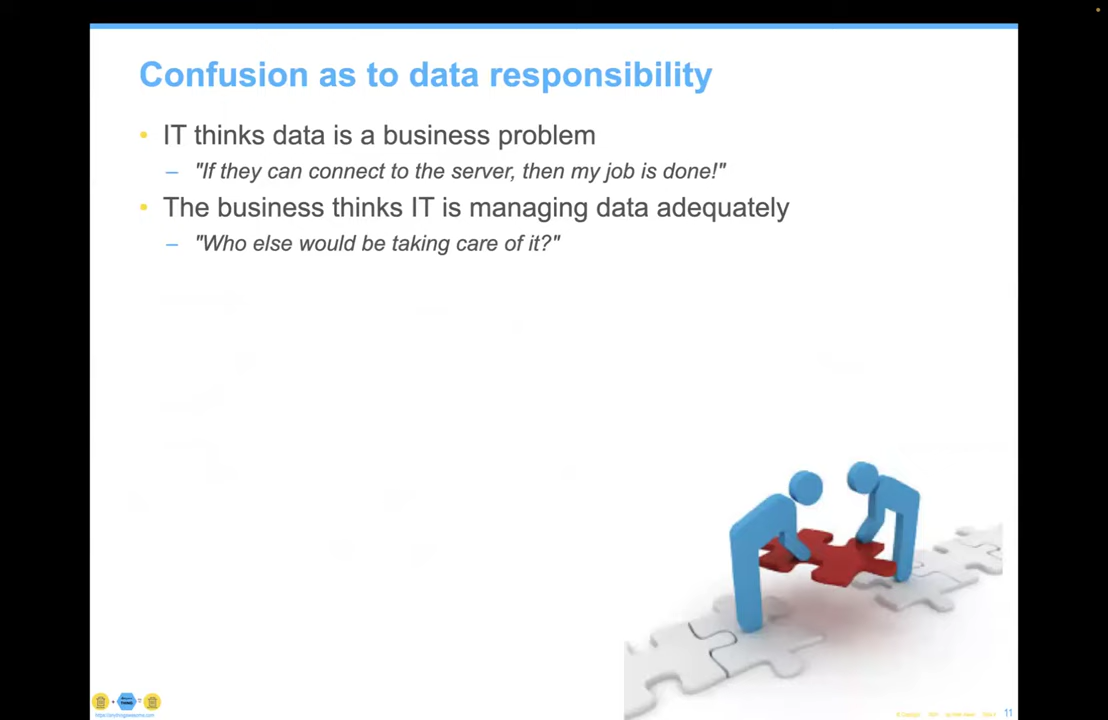 Confusion as to data responsibility
• IT thinks data is a business problem
– "If they can connect to the server, then my job is done!"
• The business thinks IT is managing data adequately
– "Who else would be taking care of it?"
11